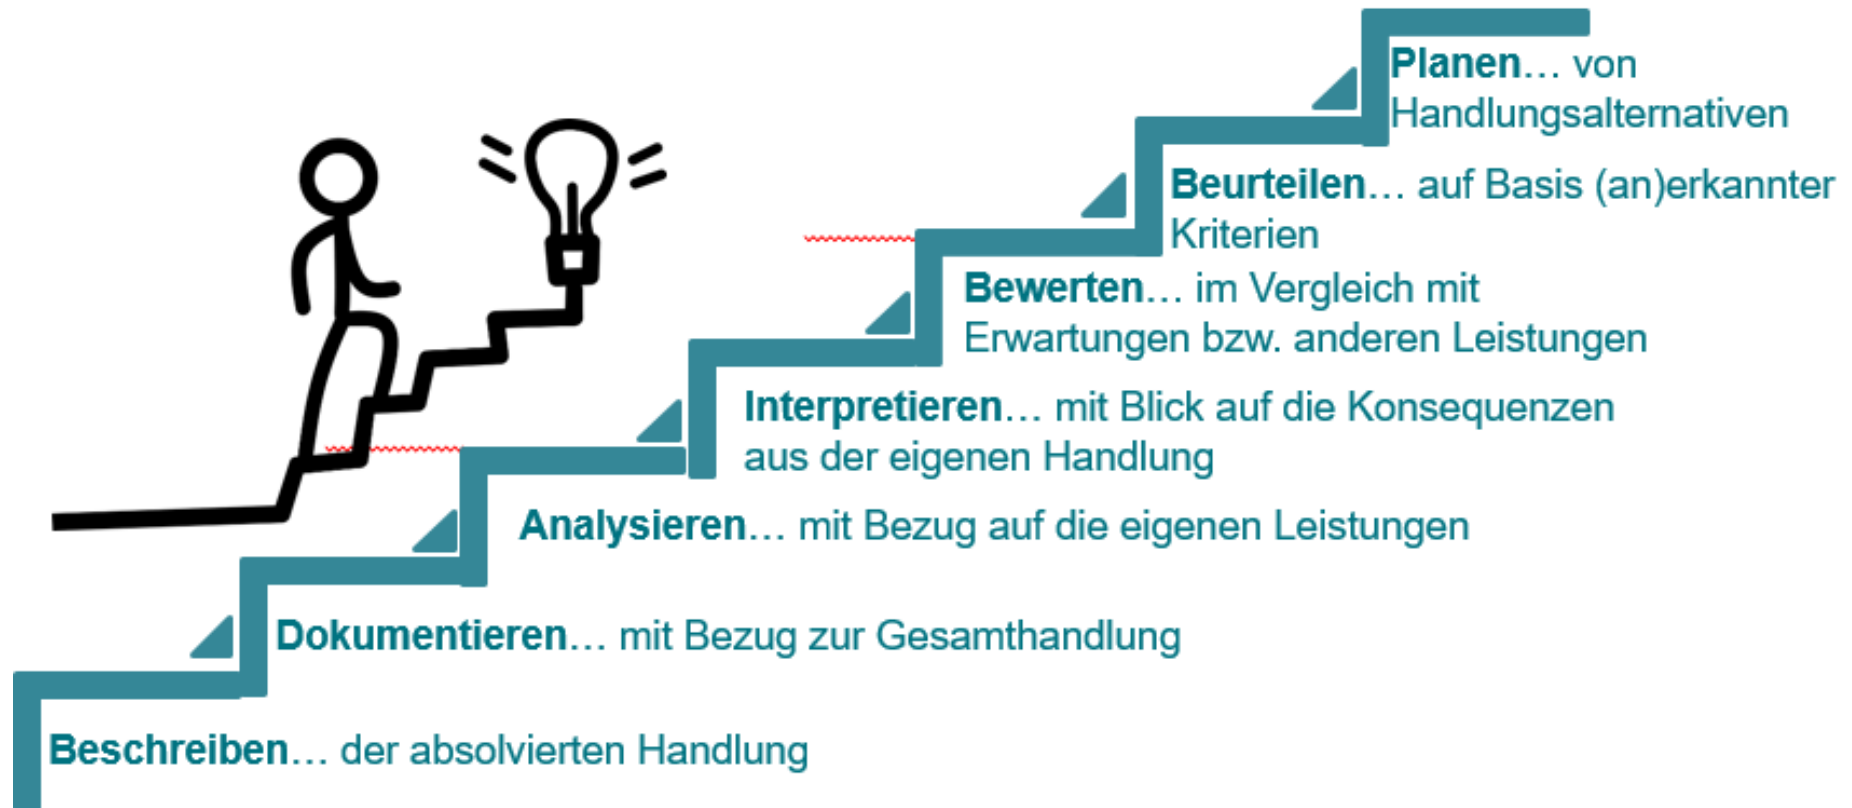 Planen… von
Handlungsalternativen
Beurteilen… auf Basis (an)erkannter
Kriterien
Bewerten… im Vergleich mit
Erwartungen bzw. anderen Leistungen
Interpretieren… mit Blick auf die Konsequenzen
aus der eigenen Handlung
Analysieren… mit Bezug auf die eigenen Leistungen
Dokumentieren… mit Bezug zur Gesamthandlung
Beschreiben… der absolvierten Handlung